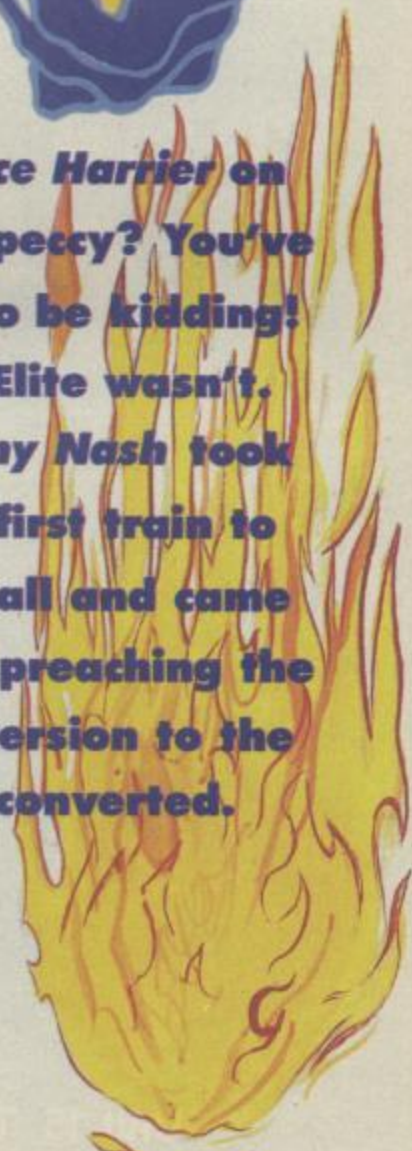 ce Harrier on
peccy? You've
o be kidding!
Elite wasn't.
ny Nash took
first train to
all and came
preaching the
ersion to the
converted.